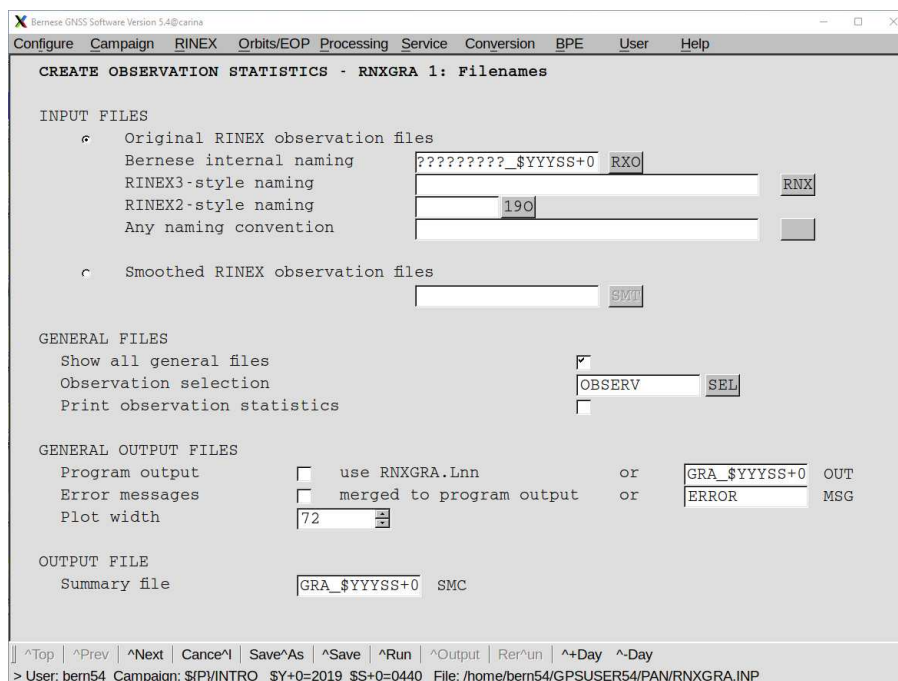 Bernese GNSS Software Version 5.4@carina
Configure Campaign RINEX Orbits/EOP Processing Service Conversion BPE User Help
CREATE OBSERVATION STATISTICS - RNXGRA 1: Filenames
INPUT FILES
Original RINEX observation files
Bernese internal naming ?????????_$YYYSS+0 RXO
RINEX3-style naming RNX
RINEX2-style naming 19O
Any naming convention
Smoothed RINEX observation files
SMT
GENERAL FILES
Show all general files
Observation selection OBSERV SEL
Print observation statistics
GENERAL OUTPUT FILES
Program output use RNXGRA.Lnn or GRA_$YYYSS+0 OUT
Error messages merged to program output or ERROR MSG
Plot width 72
OUTPUT FILE
Summary file GRA_$YYYSS+0 SMC
^Top ^Prev ^Next Cance^l Save^As ^Save ^Run ^Output Rer^un ^+Day ^-Day
> User: bern54 Campaign: ${P}/INTRO $Y+0=2019 $S+0=0440 File: /home/bern54/GPSUSER54/PAN/RNXGRA.INP